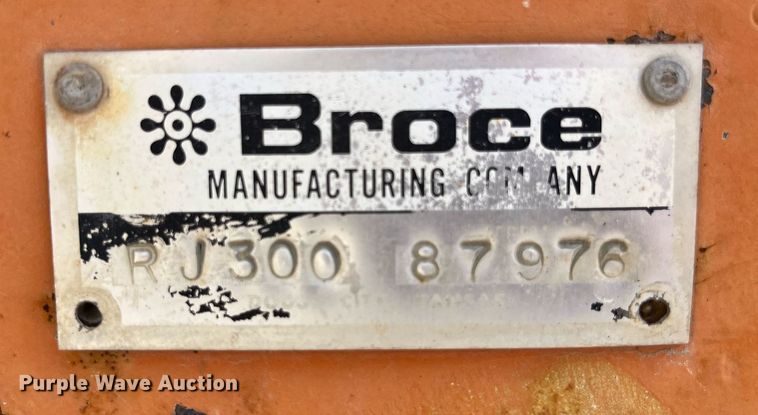 Broce
MANUFACTURING COMPANY
RJ300 87976
Purple Wave Auction